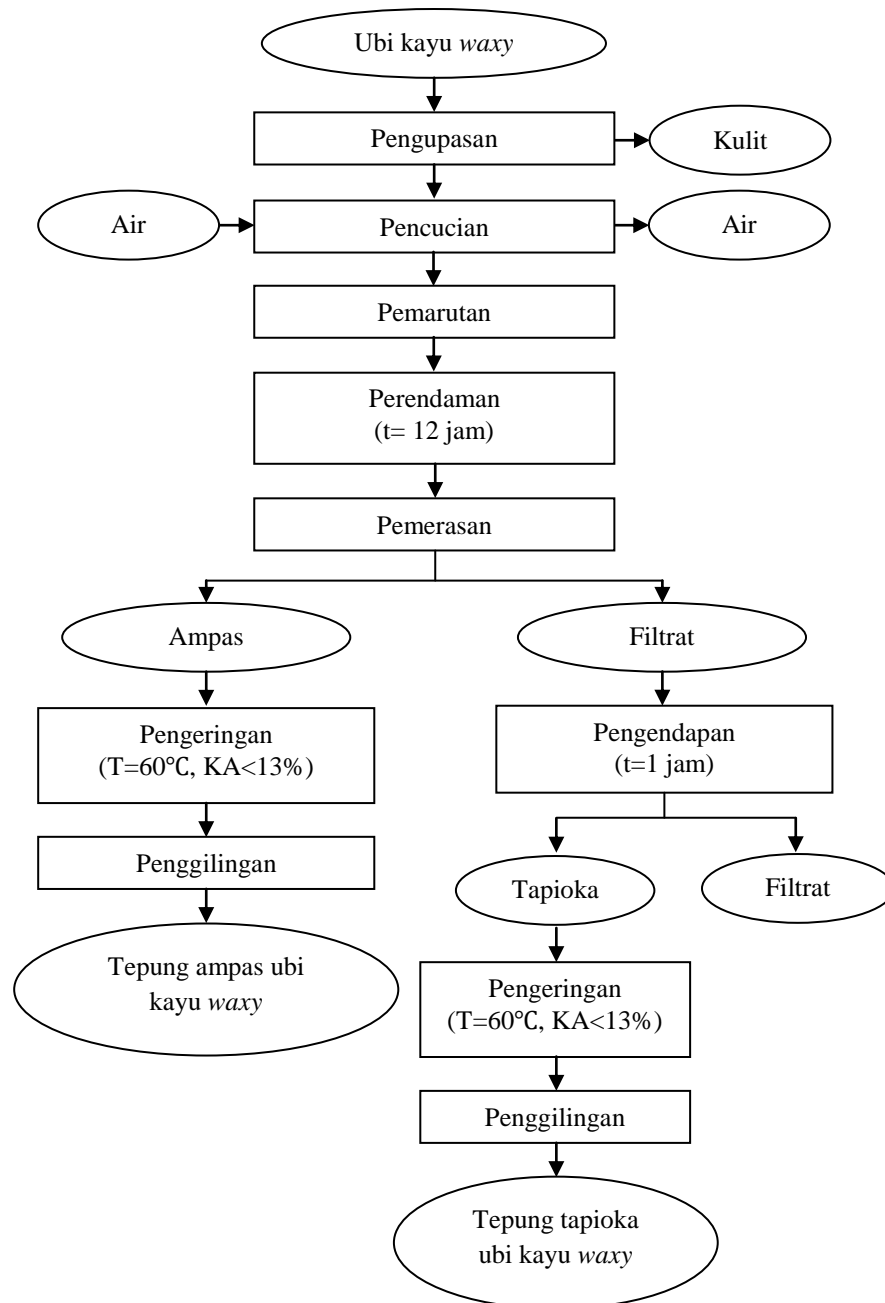 Ubi kayu waxy
Pengupasan
Kulit
Air
Pencucian
Air
Pemarutan
Perendaman
(t= 12 jam)
Pemerasan
Ampas
Filtrat
Pengeringan
(T=60℃, KA<13%)
Pengendapan
(t=1 jam)
Penggilingan
Tapioka
Filtrat
Tepung ampas ubi
kayu waxy
Pengeringan
(T=60℃, KA<13%)
Penggilingan
Tepung tapioka
ubi kayu waxy